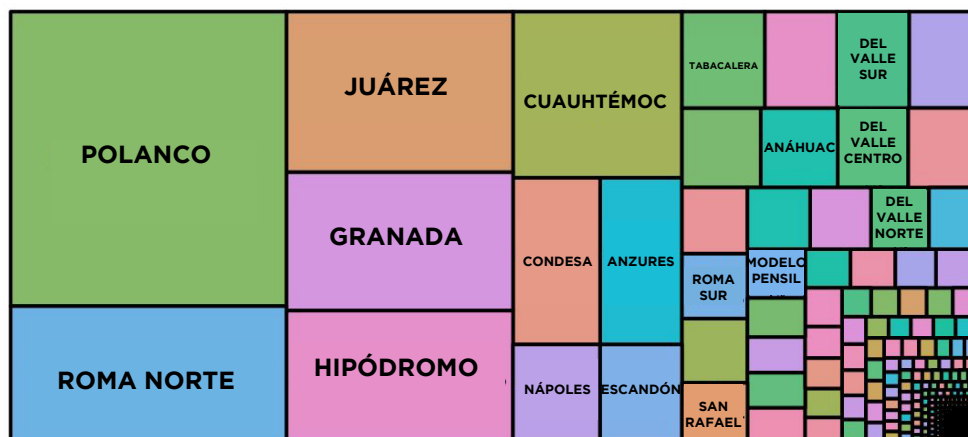 POLANCO
ROMA NORTE
JUÁREZ
GRANADA
HIPÓDROMO
CUAUHTÉMOC
CONDESA
ANZURES
NÁPOLES
ESCANDÓN
TABACALERA
DEL
VALLE
SUR
ANÁHUAC
DEL
VALLE
CENTRO
DEL
VALLE
NORTE
ROMA
SUR
MODELO
PENSIL
SAN
RAFAEL